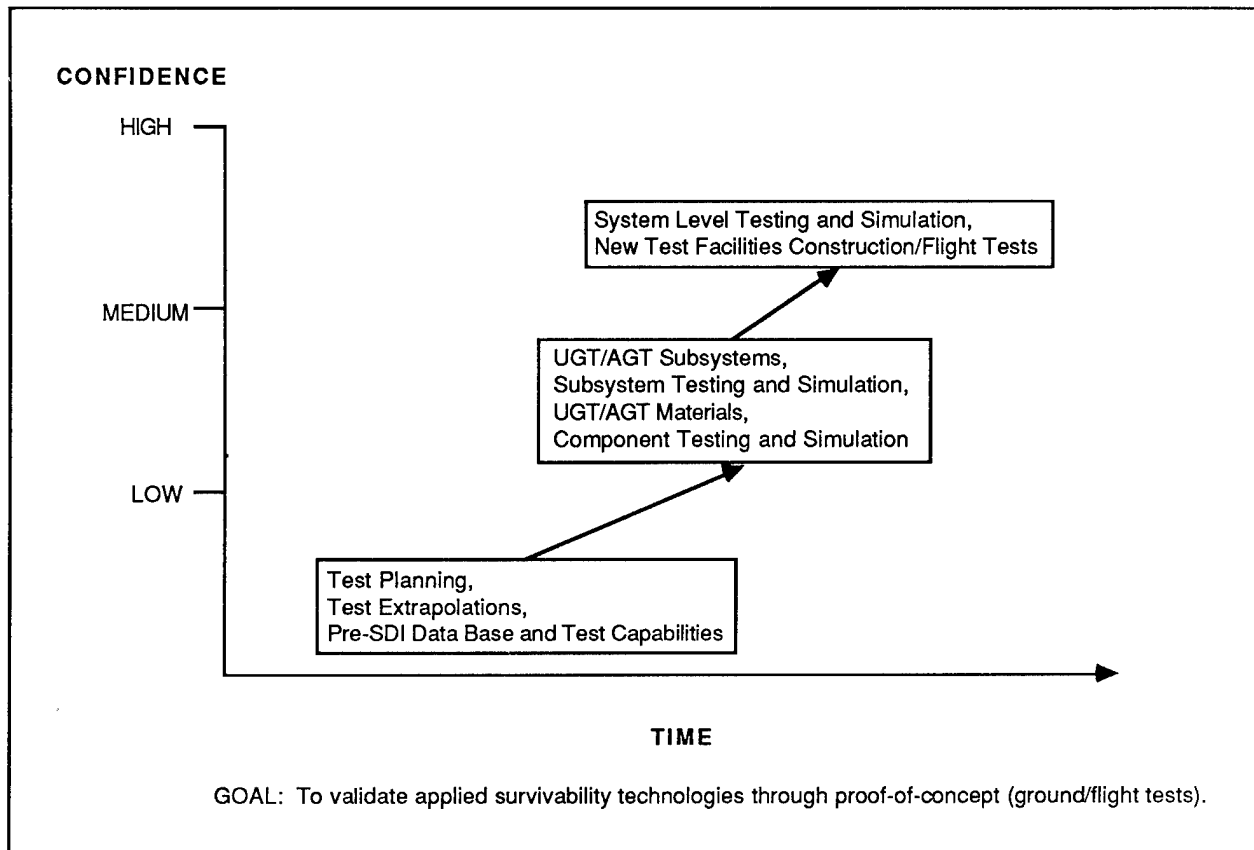 CONFIDENCE
HIGH
System Level Testing and Simulation,
New Test Facilities Construction/Flight Tests
MEDIUM
UGT/AGT Subsystems,
Subsystem Testing and Simulation,
UGT/AGT Materials,
Component Testing and Simulation
LOW
Test Planning,
Test Extrapolations,
Pre-SDI Data Base and Test Capabilities
TIME
GOAL: To validate applied survivability technologies through proof-of-concept (ground/flight tests).